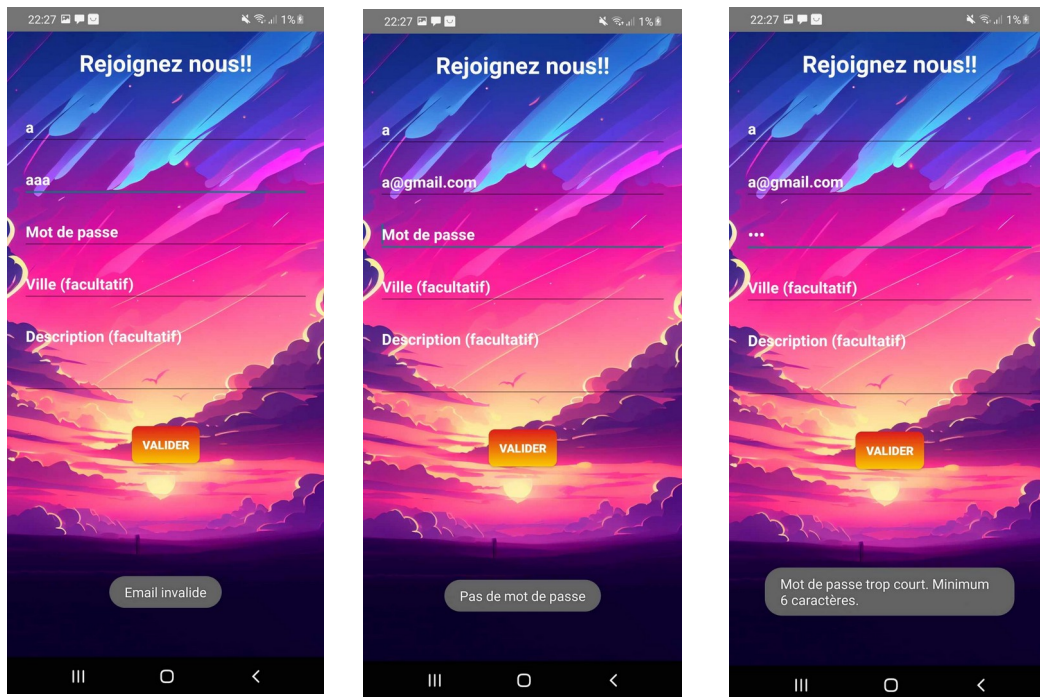 22:27 1%
Rejoignez nous!!
a
aaa
Mot de passe
Ville (facultatif)
Description (facultatif)
VALIDER
Email invalide
22:27 1%
Rejoignez nous!!
a
a@gmail.com
Mot de passe
Ville (facultatif)
Description (facultatif)
VALIDER
Pas de mot de passe
22:27 1%
Rejoignez nous!!
a
a@gmail.com
•••
Ville (facultatif)
Description (facultatif)
VALIDER
Mot de passe trop court. Minimum
6 caractères.